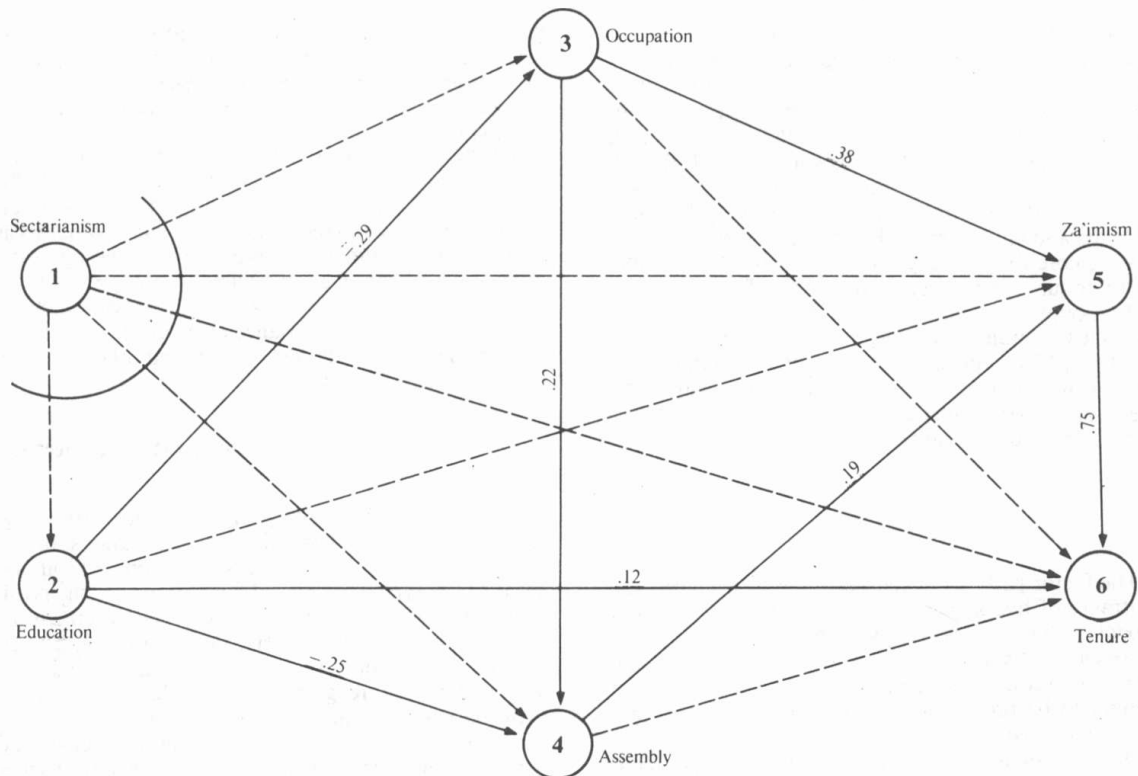 3
Occupation
.38
Sectarianism
1
-.29
Za'imism
5
.22
.75
.19
2
Education
.12
6
Tenure
-.25
4
Assembly